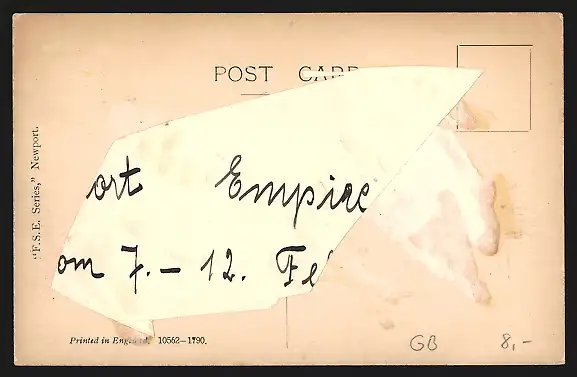 POST CARD
ort Empire
om 7. – 12. Fe
"F.S.E. Series," Newport.
Printed in England. 10562—1790.
GB 8,-